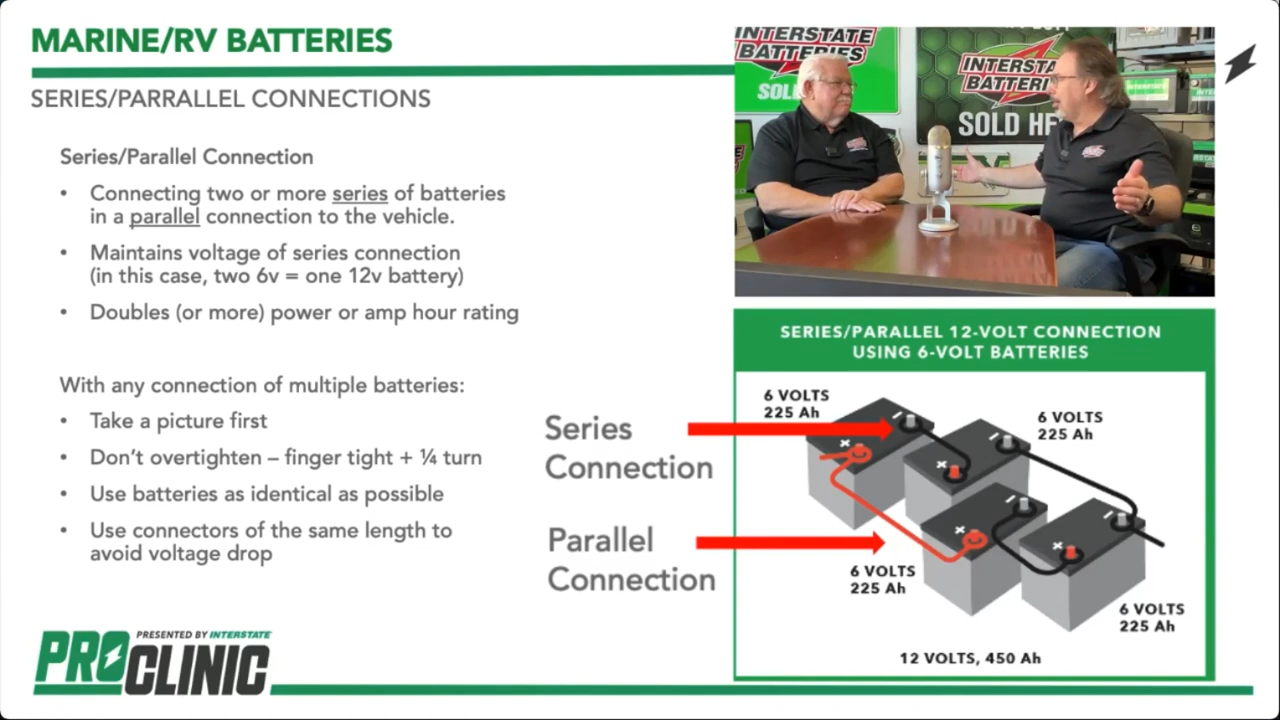 MARINE/RV BATTERIES
SERIES/PARRALLEL CONNECTIONS
Series/Parallel Connection
• Connecting two or more series of batteries
in a parallel connection to the vehicle.
• Maintains voltage of series connection
(in this case, two 6v = one 12v battery)
• Doubles (or more) power or amp hour rating
With any connection of multiple batteries:
• Take a picture first
• Don't overtighten – finger tight + ¼ turn
• Use batteries as identical as possible
• Use connectors of the same length to
avoid voltage drop
PRESENTED BY INTERSTATE
PRO CLINIC
INTERSTATE
BATTERIES
SOLD
INTERSTA
BATTERI
SOLD HE
SERIES/PARALLEL 12-VOLT CONNECTION
USING 6-VOLT BATTERIES
6 VOLTS
225 Ah
6 VOLTS
225 Ah
Series
Connection
Parallel
Connection
6 VOLTS
225 Ah
6 VOLTS
225 Ah
12 VOLTS, 450 Ah